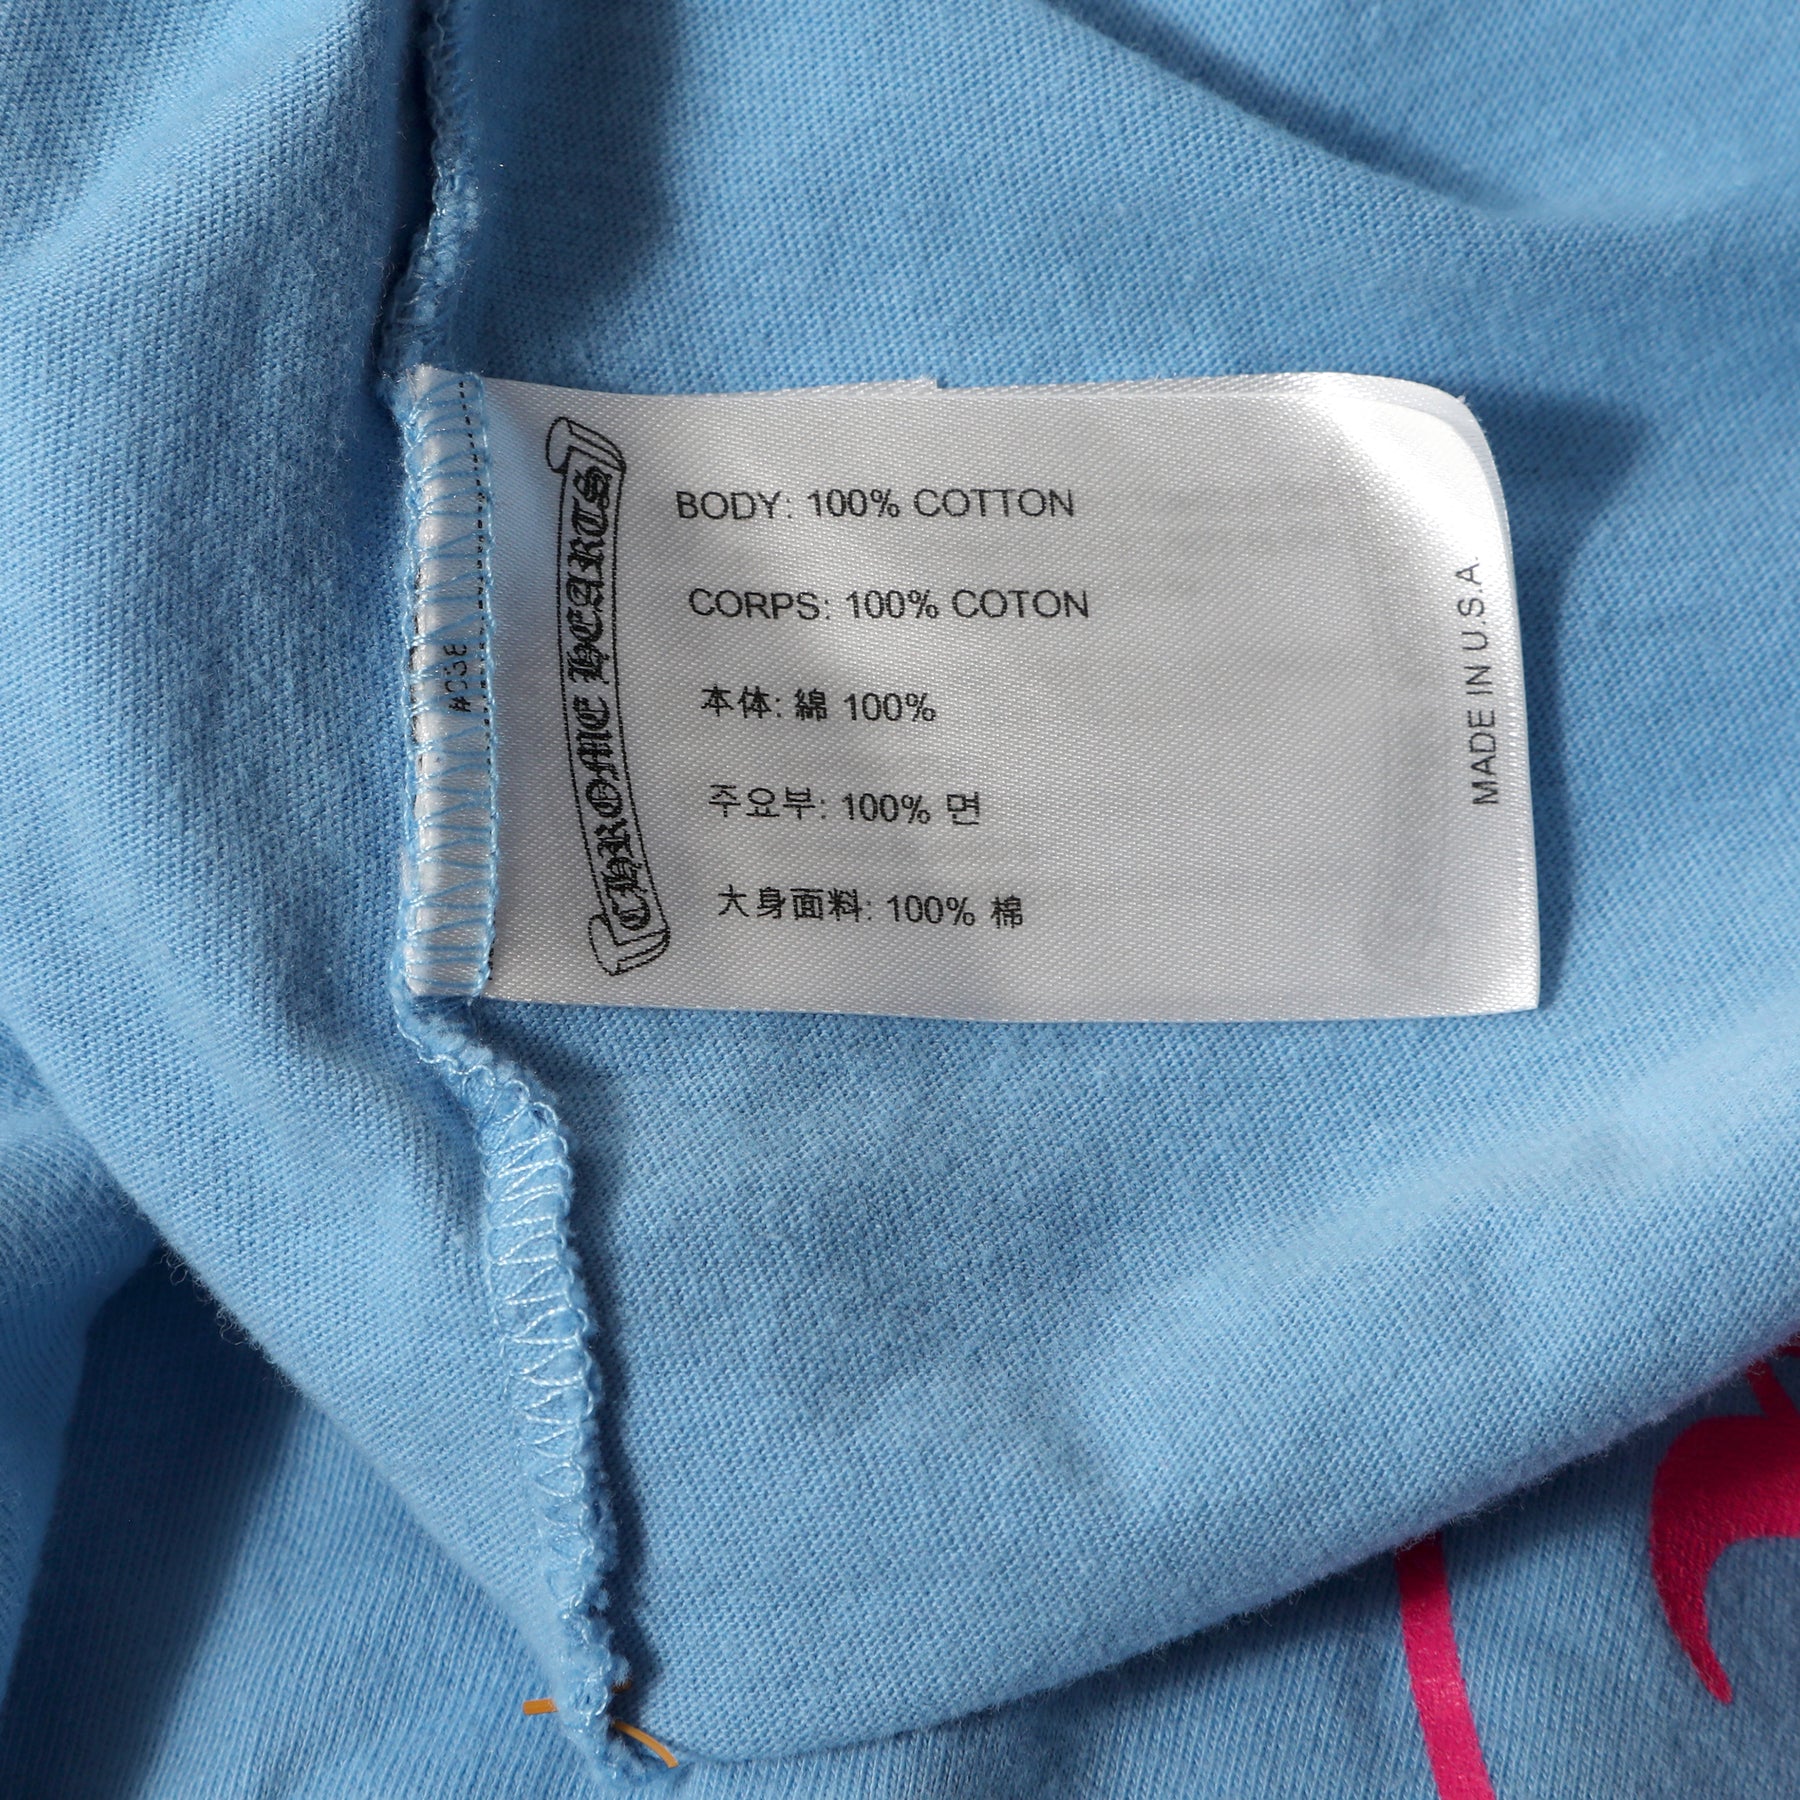 CHROME HEARTS
BODY: 100% COTTON
CORPS: 100% COTON
本体: 綿 100%
주요부: 100% 면
大身面料: 100% 棉
MADE IN U.S.A.